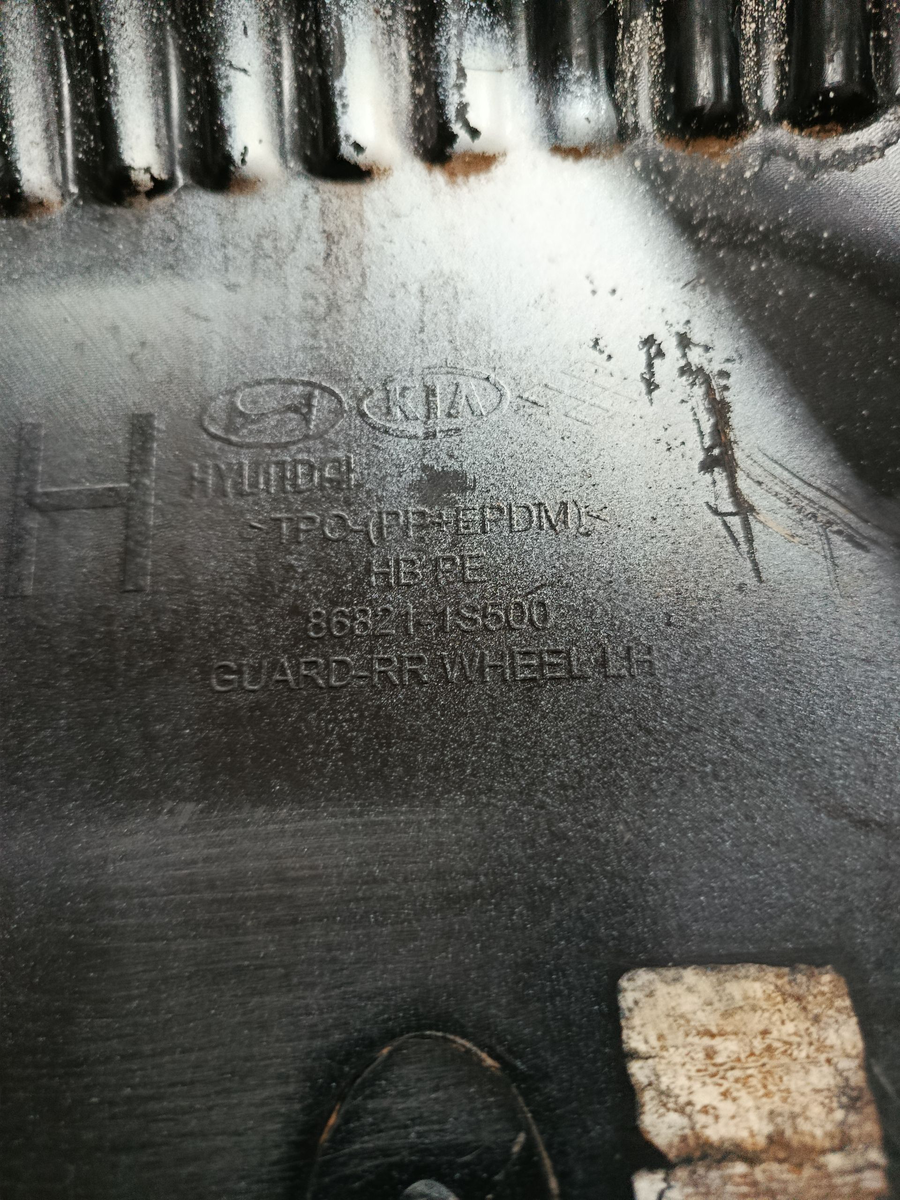 KIA
HYUNDAI
H
>TPO-(PP+EPDM)<
HB PE
86821-1S500
GUARD-RR WHEEL LH